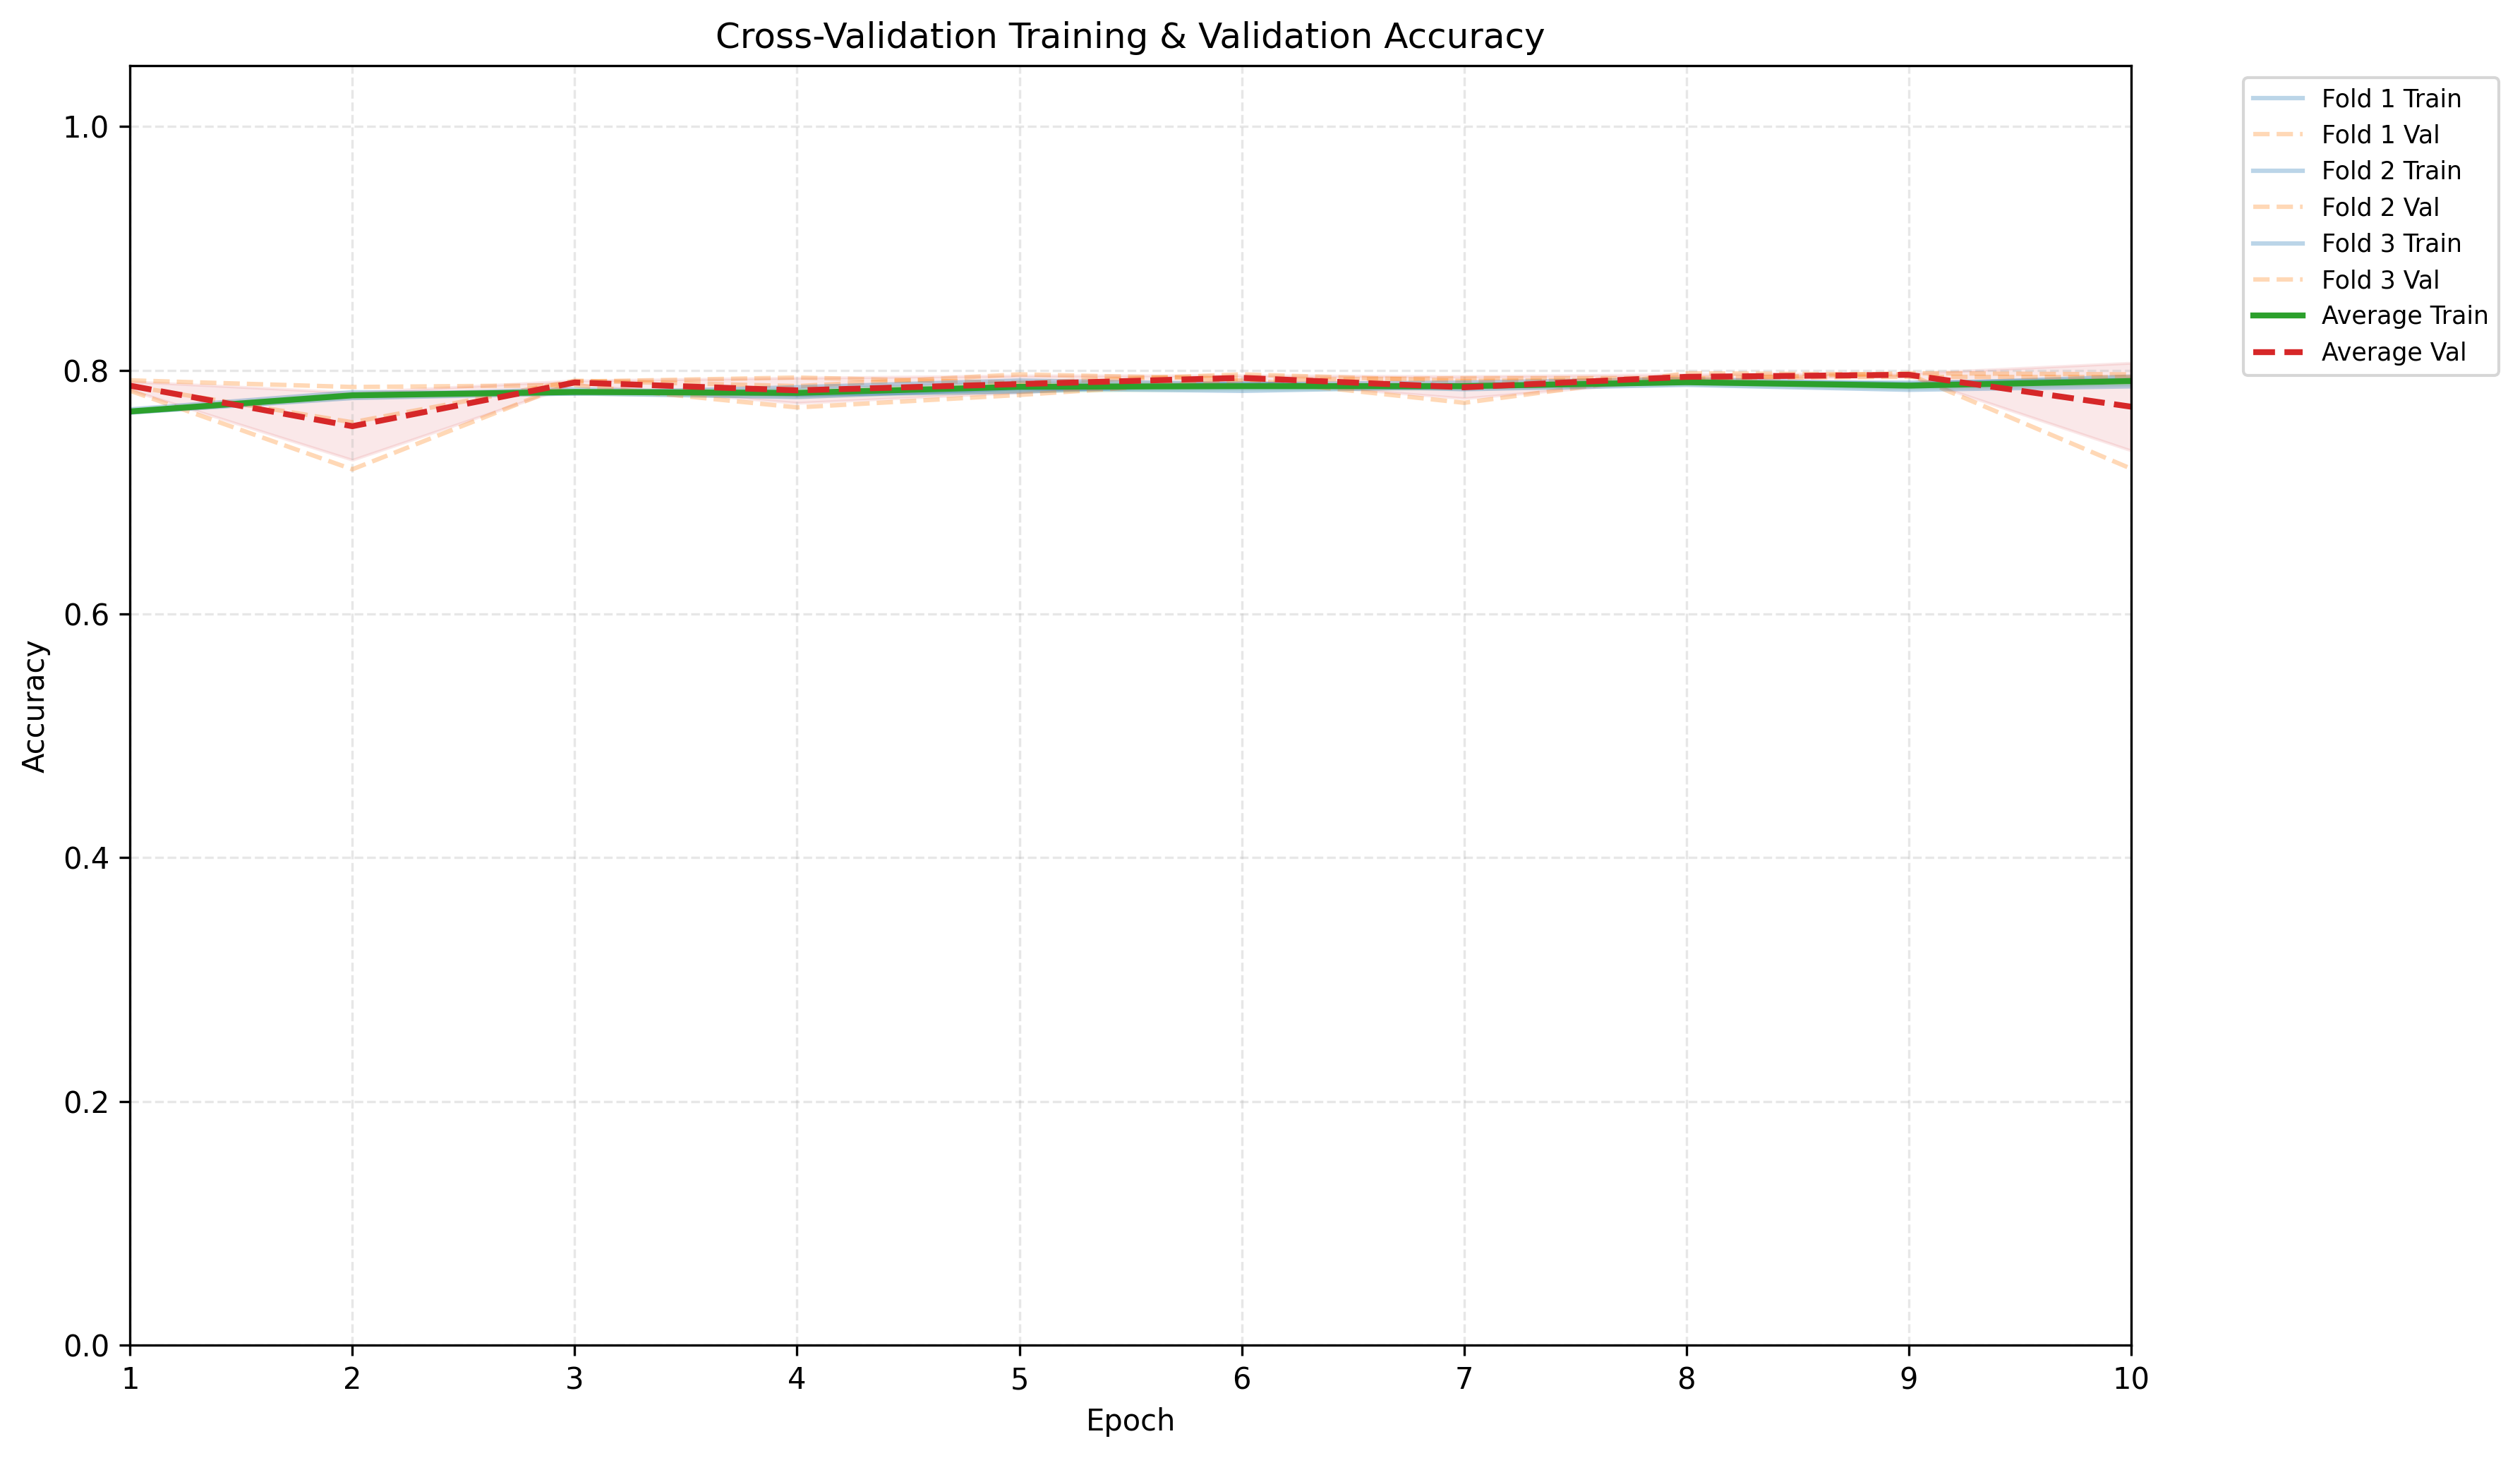 Cross-Validation Training & Validation Accuracy
Fold 1 Train
Fold 1 Val
Fold 2 Train
Fold 2 Val
Fold 3 Train
Fold 3 Val
Average Train
Average Val
1.0
0.8
0.6
0.4
0.2
0.0
Accuracy
1 2 3 4 5 6 7 8 9 10
Epoch